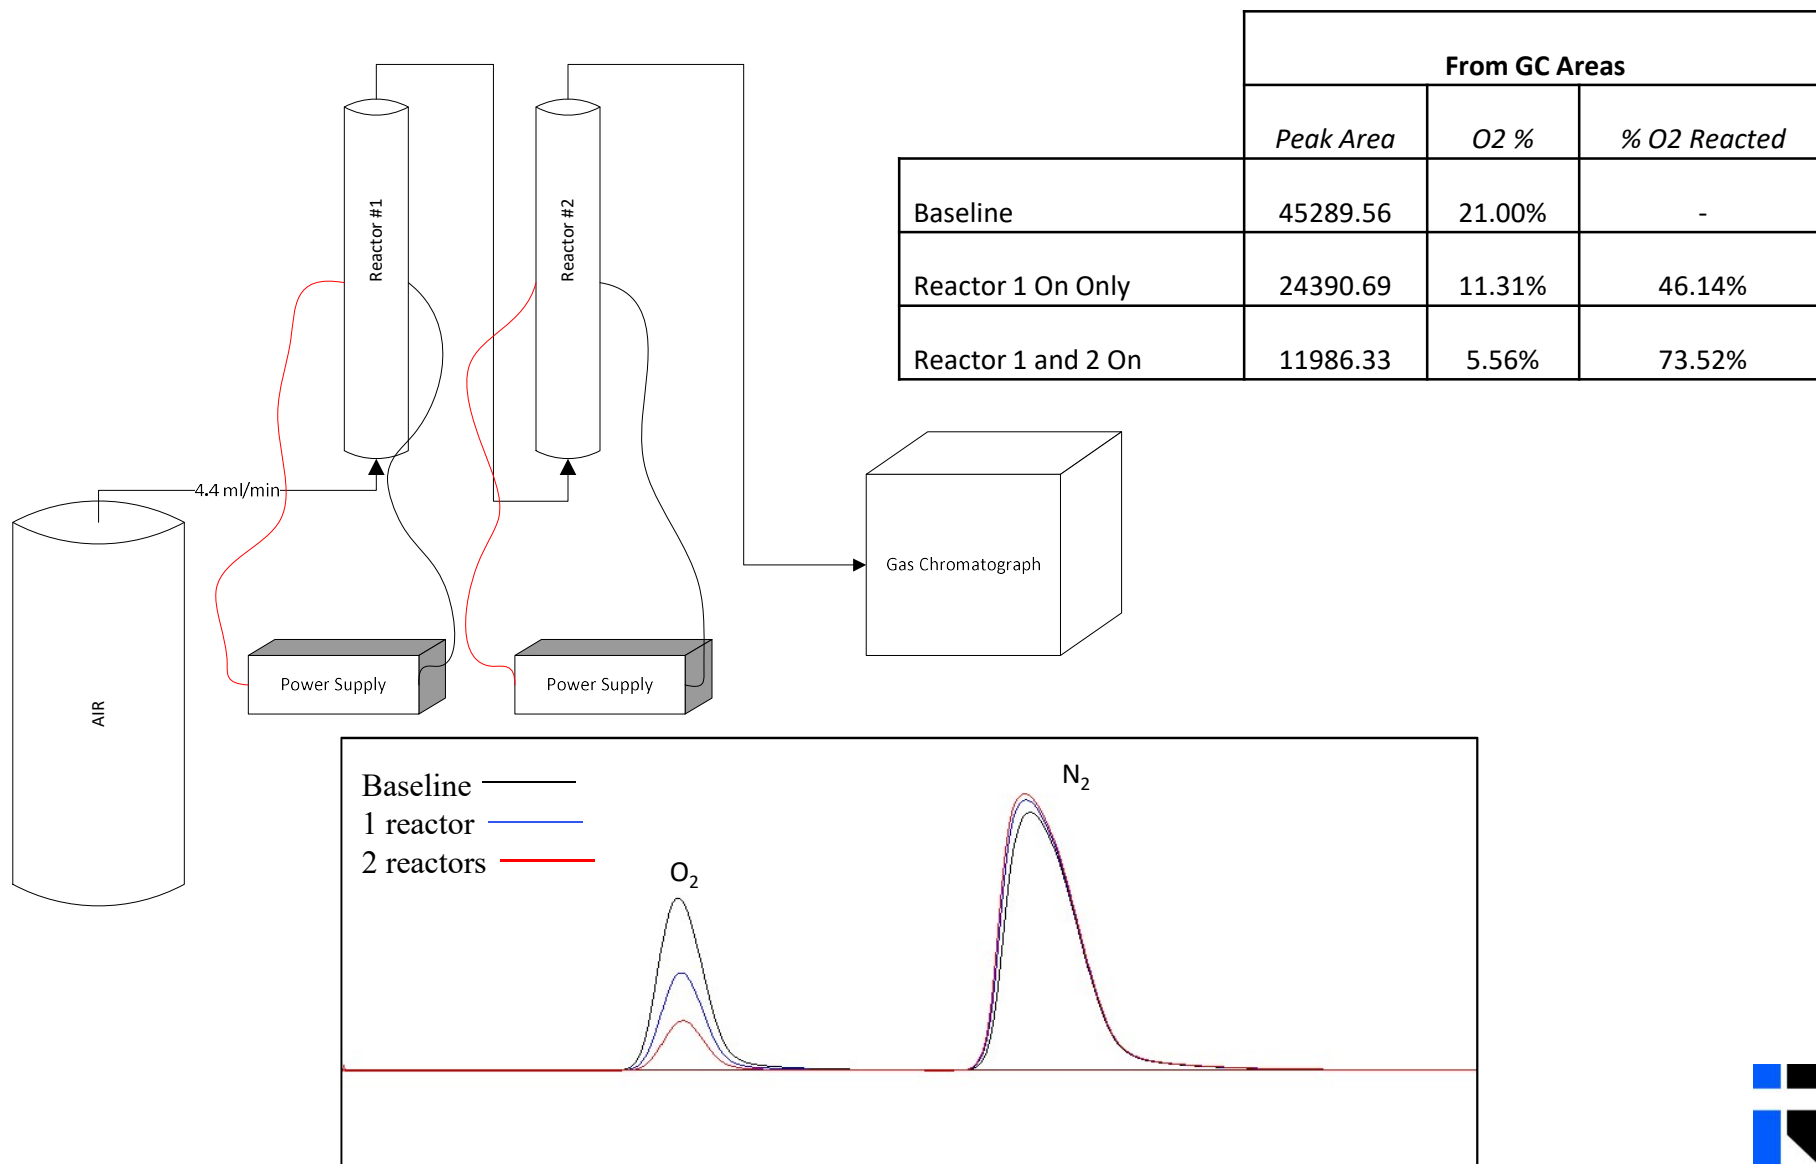 From GC Areas
Peak Area O2 % % O2 Reacted
Baseline 45289.56 21.00% -
Reactor 1 On Only 24390.69 11.31% 46.14%
Reactor 1 and 2 On 11986.33 5.56% 73.52%
Reactor #1
Reactor #2
4.4 ml/min
AIR
Power Supply
Power Supply
Gas Chromatograph
Baseline
1 reactor
2 reactors
O₂
N₂